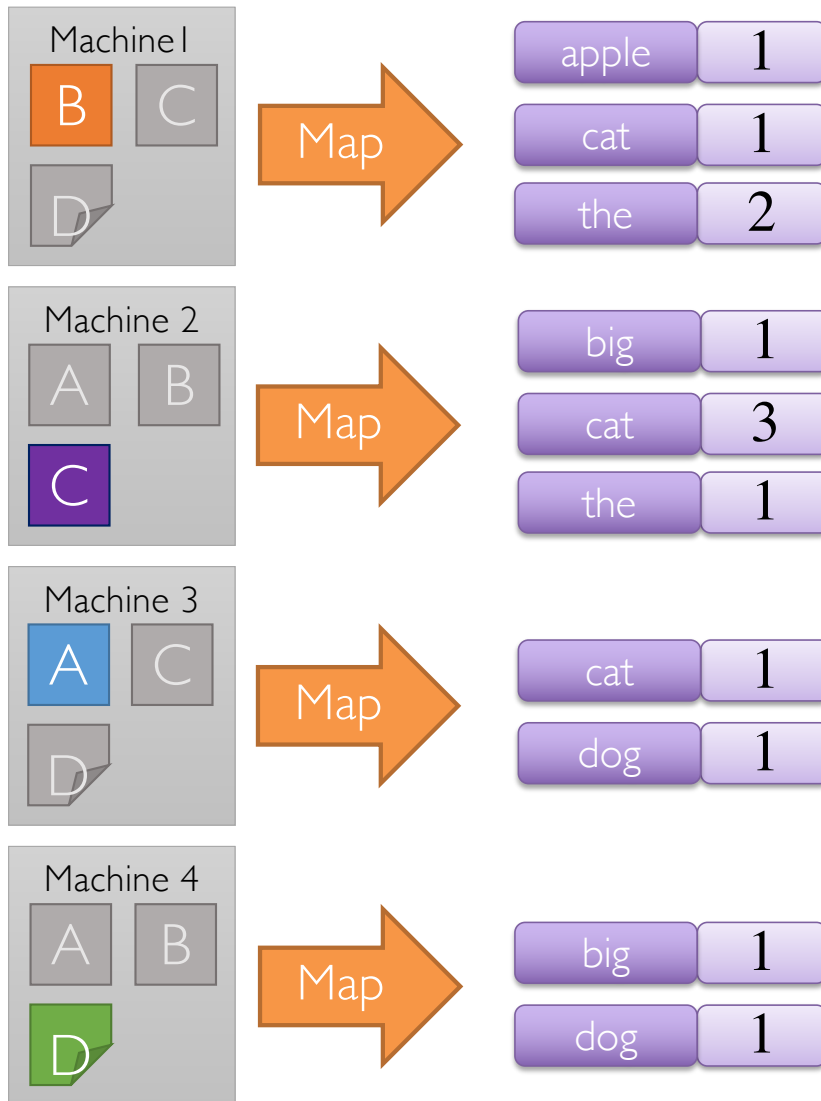 Machine1
B C
D
Map
apple 1
cat 1
the 2
Machine 2
A B
C
Map
big 1
cat 3
the 1
Machine 3
A C
D
Map
cat 1
dog 1
Machine 4
A B
D
Map
big 1
dog 1